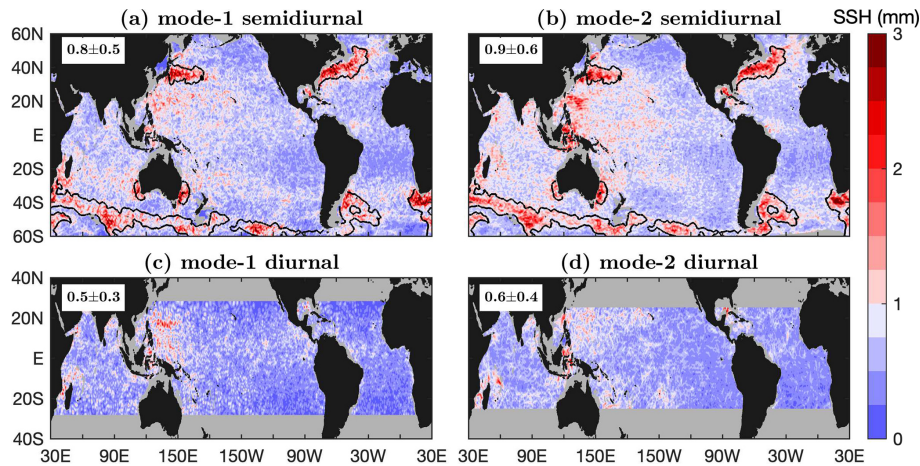 (a) mode-1 semidiurnal
(b) mode-2 semidiurnal
SSH (mm)
60N
40N
20N
E
20S
40S
60S
0.8±0.5
0.9±0.6
3
2
1
0
(c) mode-1 diurnal
(d) mode-2 diurnal
40N
20N
E
20S
40S
0.5±0.3
0.6±0.4
30E 90E 150E 150W 90W 30W 30E
30E 90E 150E 150W 90W 30W 30E